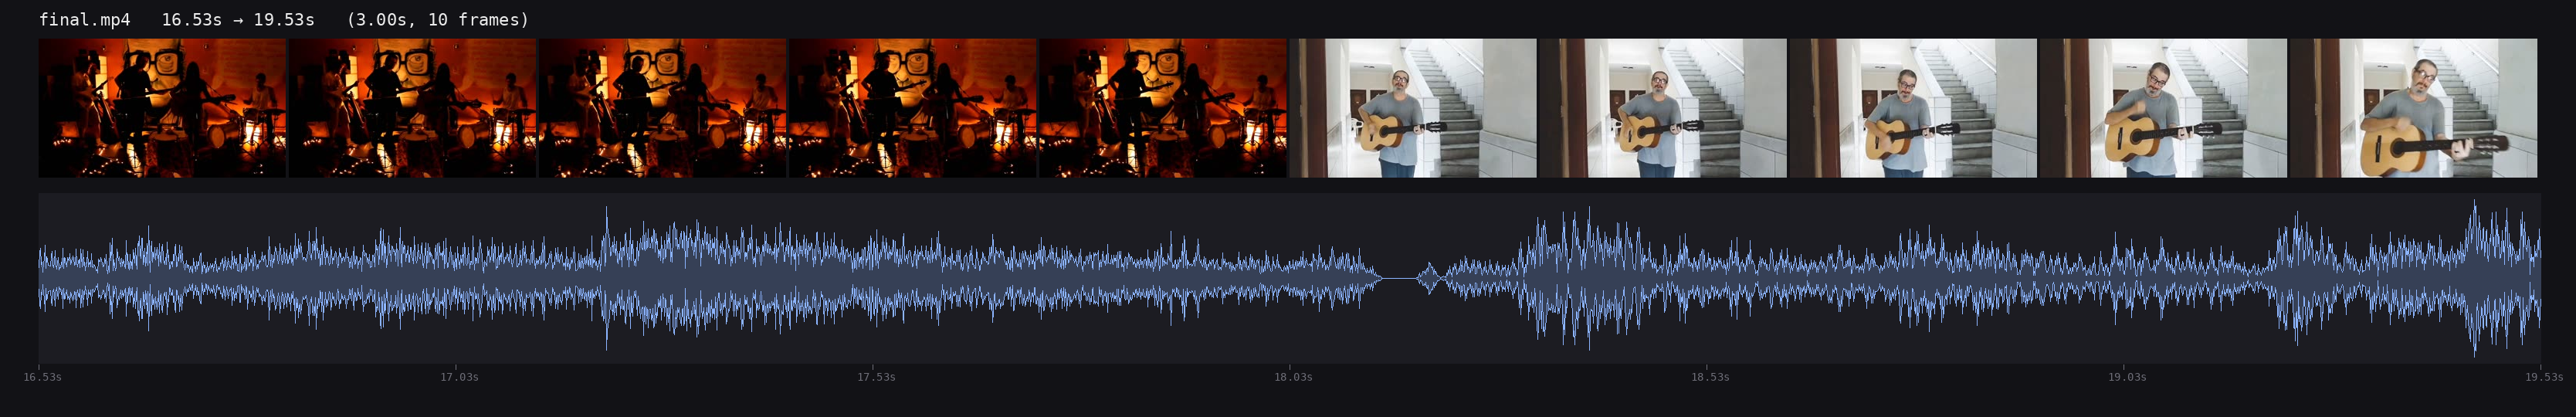 final.mp4   16.53s → 19.53s   (3.00s, 10 frames)
16.53s 17.03s 17.53s 18.03s 18.53s 19.03s 19.53s